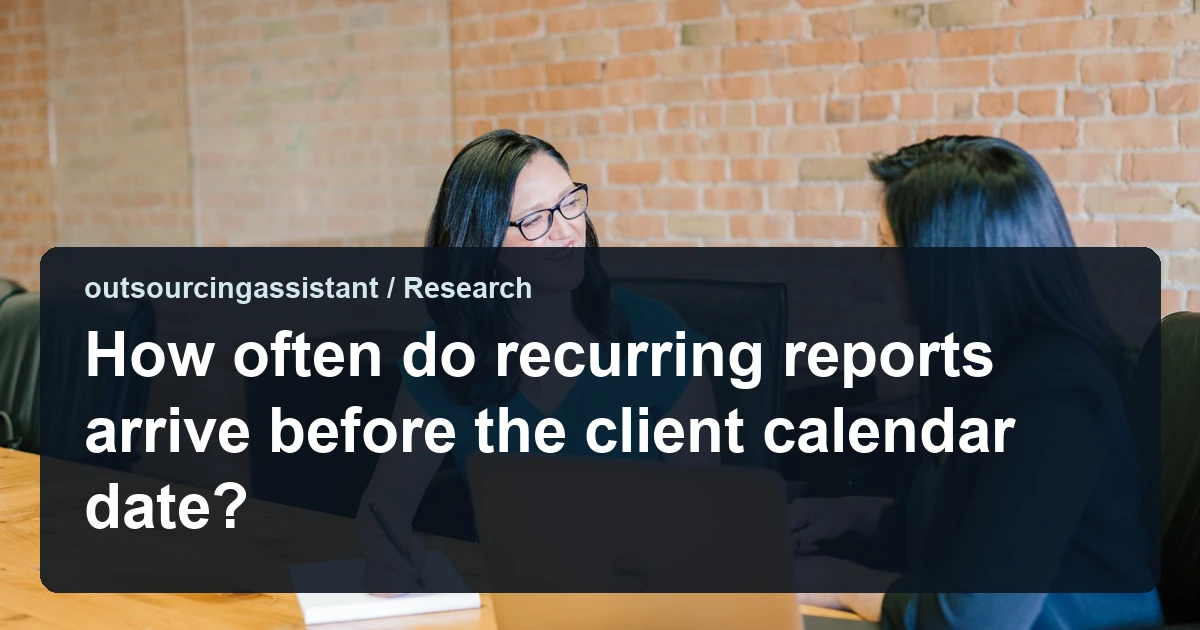 outsourcingassistant / Research
How often do recurring reports
arrive before the client calendar
date?